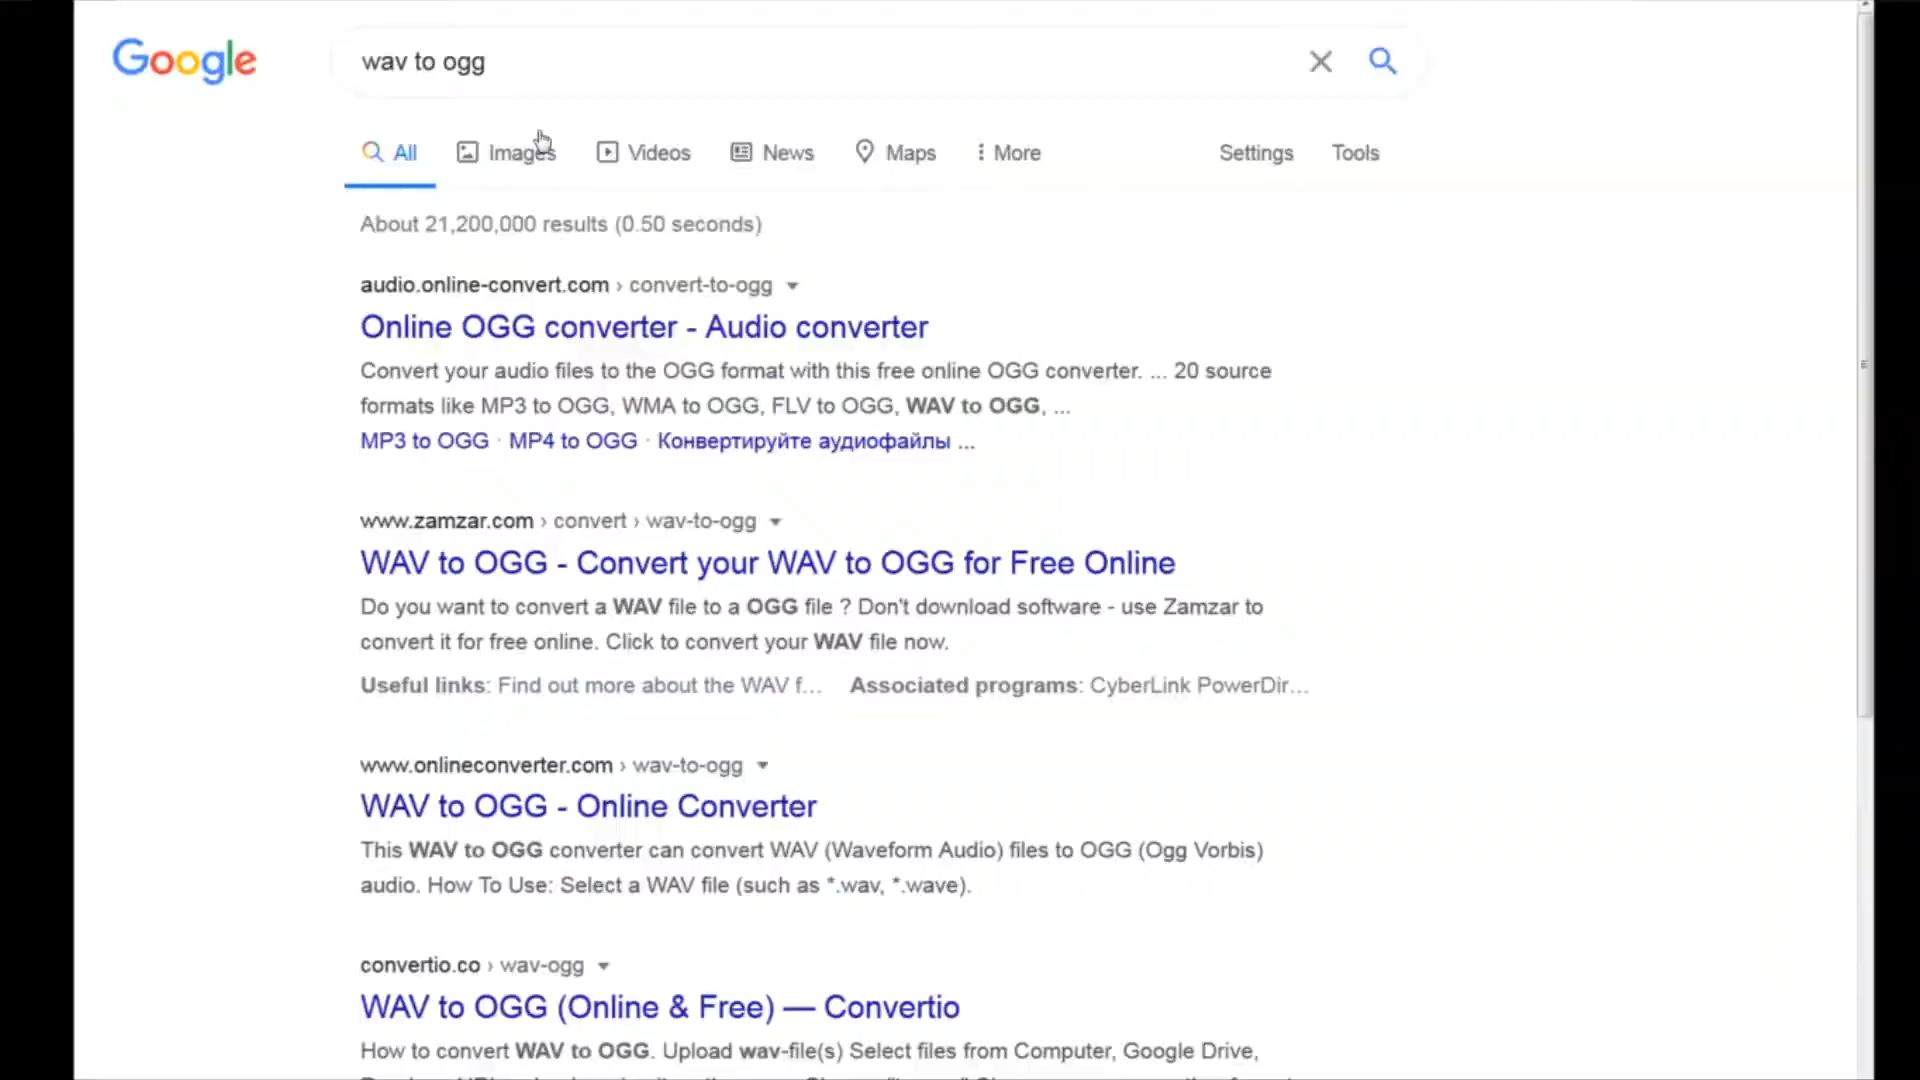 Google
wav to ogg
All Images Videos News Maps More Settings Tools
About 21,200,000 results (0.50 seconds)
audio.online-convert.com › convert-to-ogg
Online OGG converter - Audio converter
Convert your audio files to the OGG format with this free online OGG converter. ... 20 source
formats like MP3 to OGG, WMA to OGG, FLV to OGG, WAV to OGG, ...
MP3 to OGG · MP4 to OGG · Конвертируйте аудиофайлы ...
www.zamzar.com › convert › wav-to-ogg
WAV to OGG - Convert your WAV to OGG for Free Online
Do you want to convert a WAV file to a OGG file ? Don't download software - use Zamzar to
convert it for free online. Click to convert your WAV file now.
Useful links: Find out more about the WAV f... Associated programs: CyberLink PowerDir...
www.onlineconverter.com › wav-to-ogg
WAV to OGG - Online Converter
This WAV to OGG converter can convert WAV (Waveform Audio) files to OGG (Ogg Vorbis)
audio. How To Use: Select a WAV file (such as *.wav, *.wave).
convertio.co › wav-ogg
WAV to OGG (Online & Free) — Convertio
How to convert WAV to OGG. Upload wav-file(s) Select files from Computer, Google Drive,